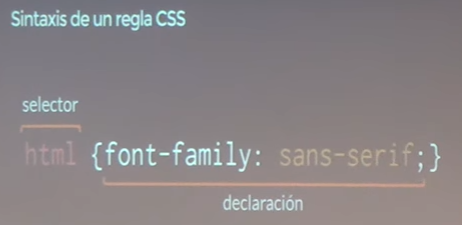 Sintaxis de un regla CSS
selector
html {font-family: sans-serif;}
declaración